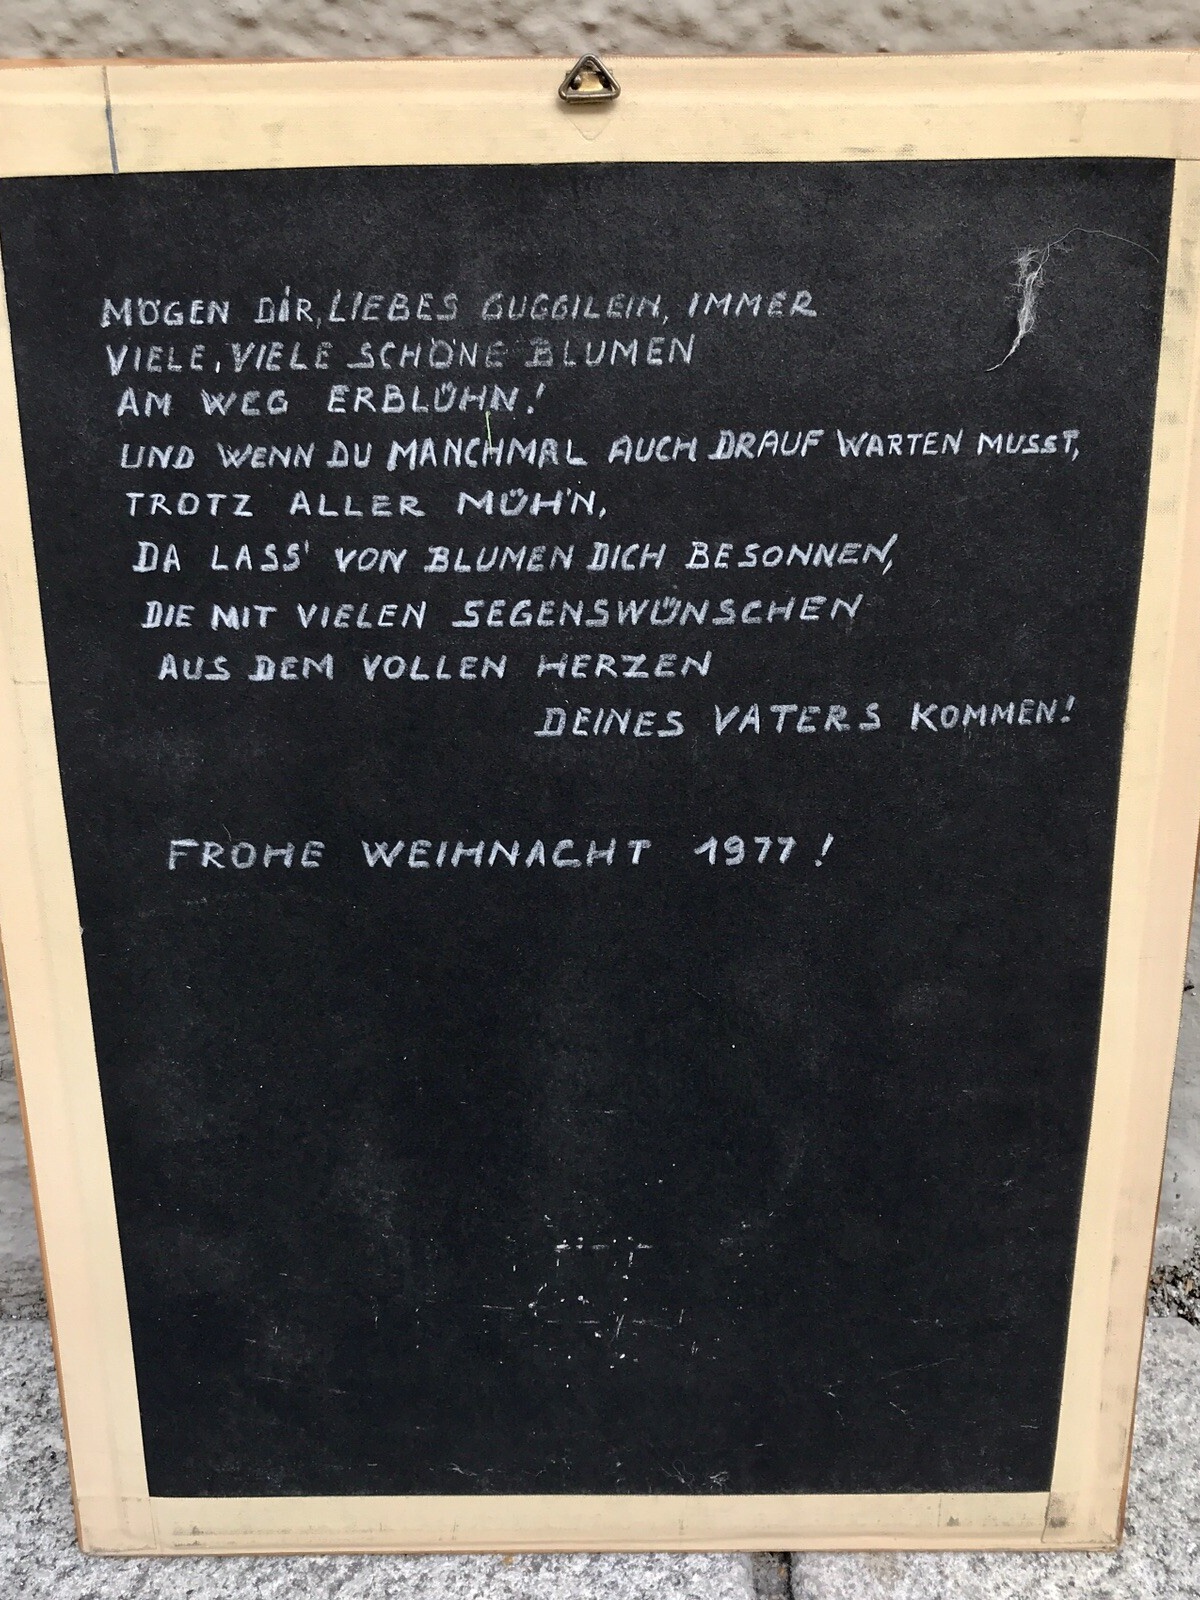 MÖGEN DIR, LIEBES GUGGILEIN, IMMER
VIELE, VIELE SCHÖNE BLUMEN
AM WEG ERBLÜHN!
UND WENN DU MANCHMAL AUCH DRAUF WARTEN MUSST,
TROTZ ALLER MÜH'N,
DA LASS' VON BLUMEN DICH BESONNEN,
DIE MIT VIELEN SEGENSWÜNSCHEN
AUS DEM VOLLEN HERZEN
DEINES VATERS KOMMEN!
FROHE WEIHNACHT 1977!